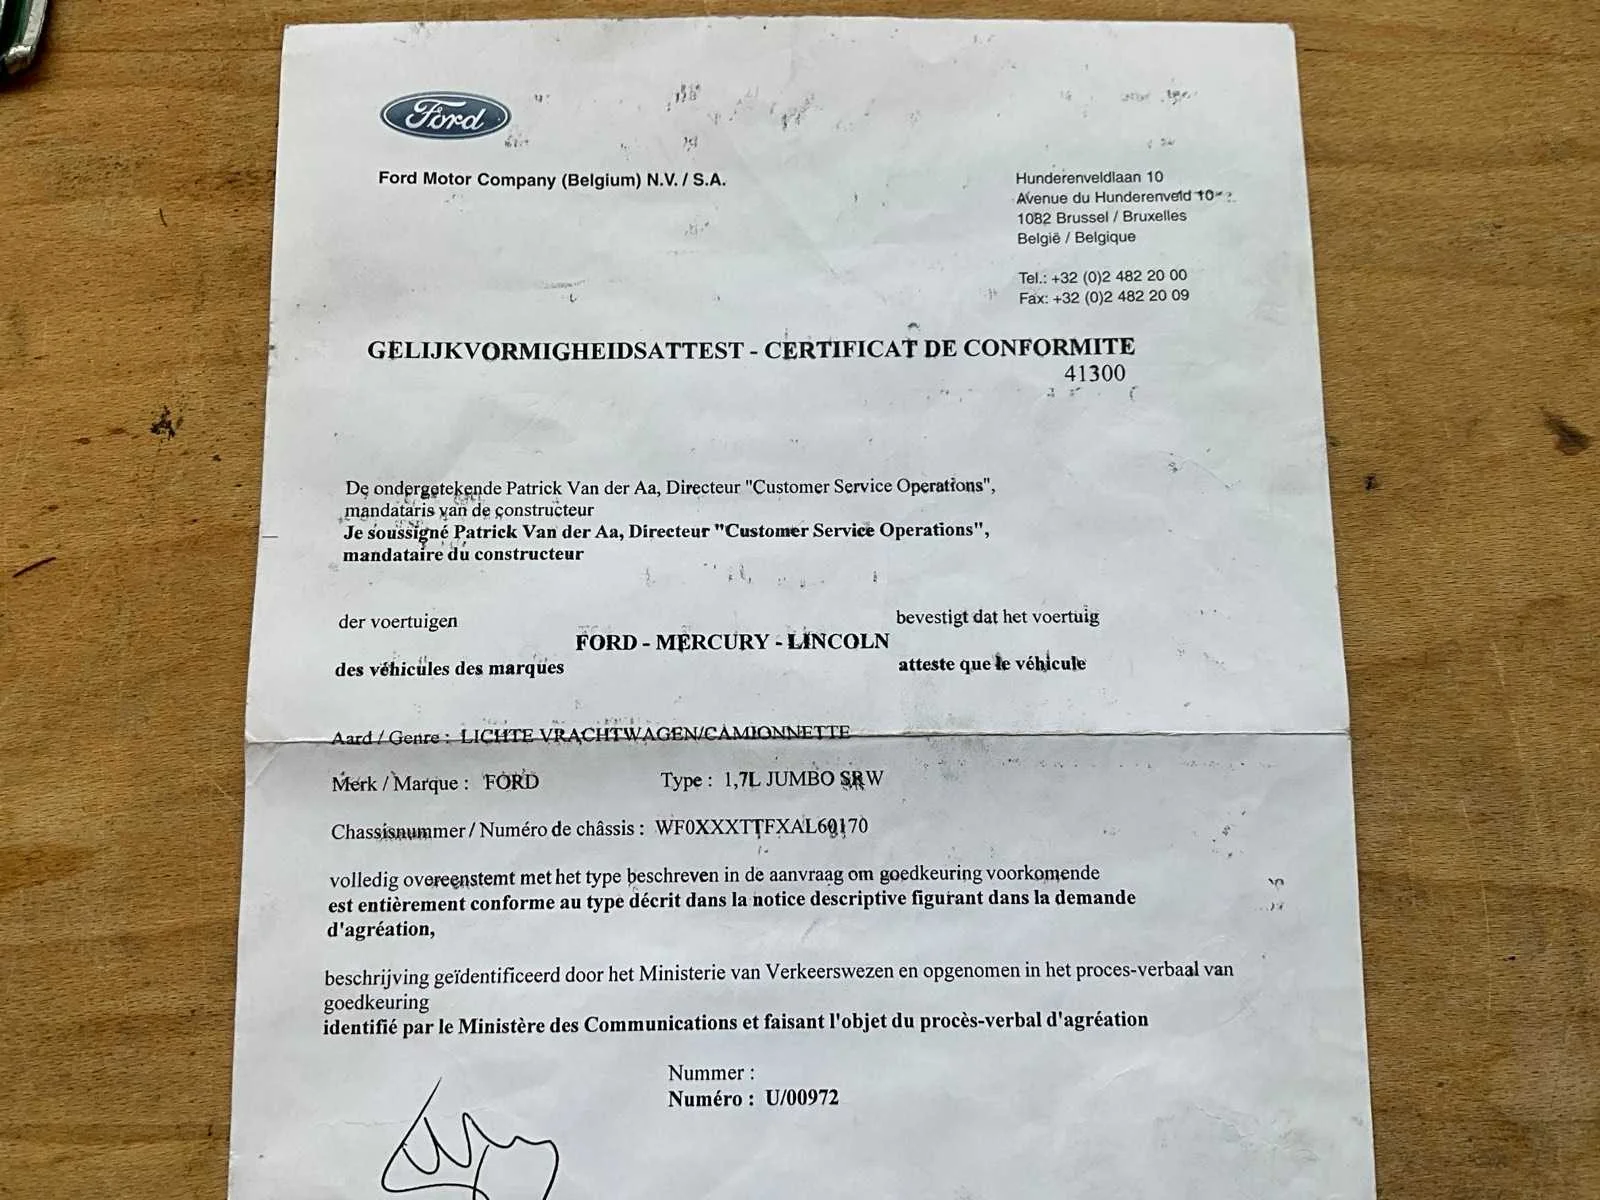 Ford
Ford Motor Company (Belgium) N.V. / S.A.
Hunderenveldlaan 10
Avenue du Hunderenveld 10
1082 Brussel / Bruxelles
België / Belgique
Tel.: +32 (0)2 482 20 00
Fax: +32 (0)2 482 20 09
GELIJKVORMIGHEIDSATTEST - CERTIFICAT DE CONFORMITE
41300
De ondergetekende Patrick Van der Aa, Directeur "Customer Service Operations",
mandataris van de constructeur
Je soussigné Patrick Van der Aa, Directeur "Customer Service Operations",
mandataire du constructeur
der voertuigen
bevestigt dat het voertuig
FORD - MERCURY - LINCOLN
des véhicules des marques
atteste que le véhicule
Aard / Genre : LICHTE VRACHTWAGEN/CAMIONNETTE
Merk / Marque : FORD Type : 1,7L JUMBO SRW
Chassisnummer / Numéro de châssis : WF0XXXTTFXAL60170
volledig overeenstemt met het type beschreven in de aanvraag om goedkeuring voorkomende
est entièrement conforme au type décrit dans la notice descriptive figurant dans la demande
d'agréation,
beschrijving geïdentificeerd door het Ministerie van Verkeerswezen en opgenomen in het proces-verbaal van
goedkeuring
identifié par le Ministère des Communications et faisant l'objet du procès-verbal d'agréation
Nummer :
Numéro : U/00972